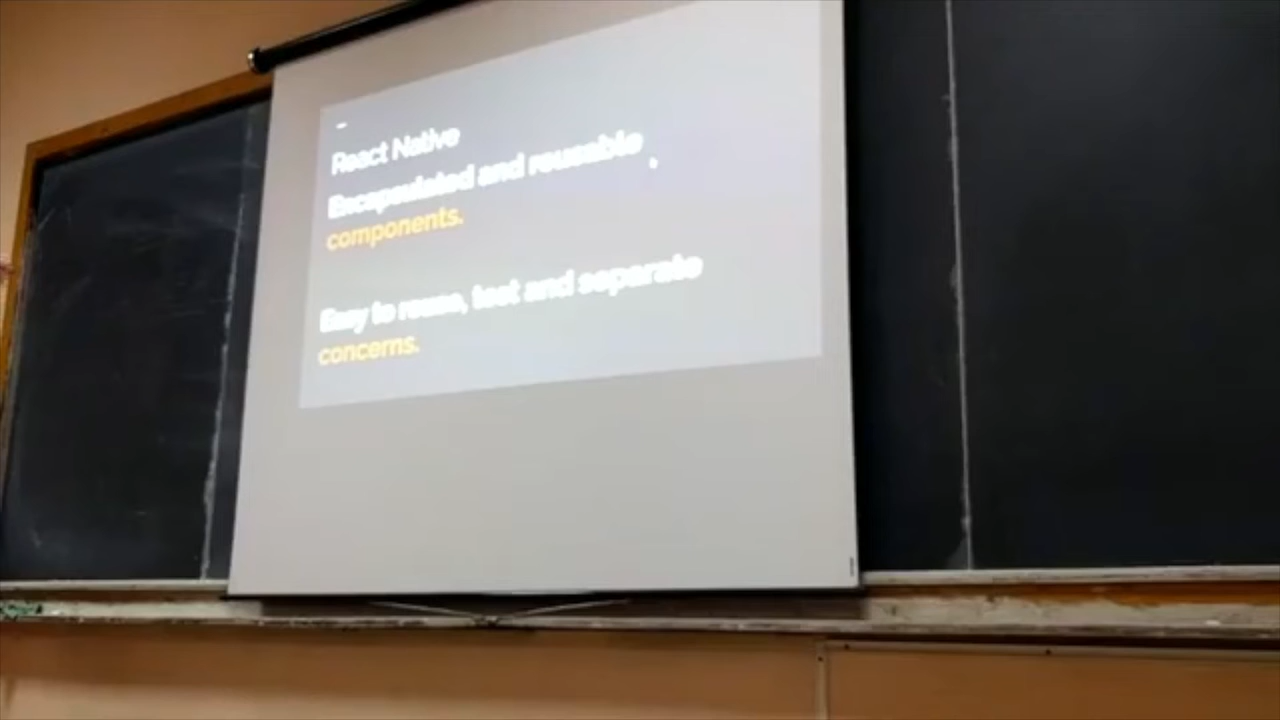 React Native
Encapsulated and reusable
components.
Easy to reuse, test and separate
concerns.